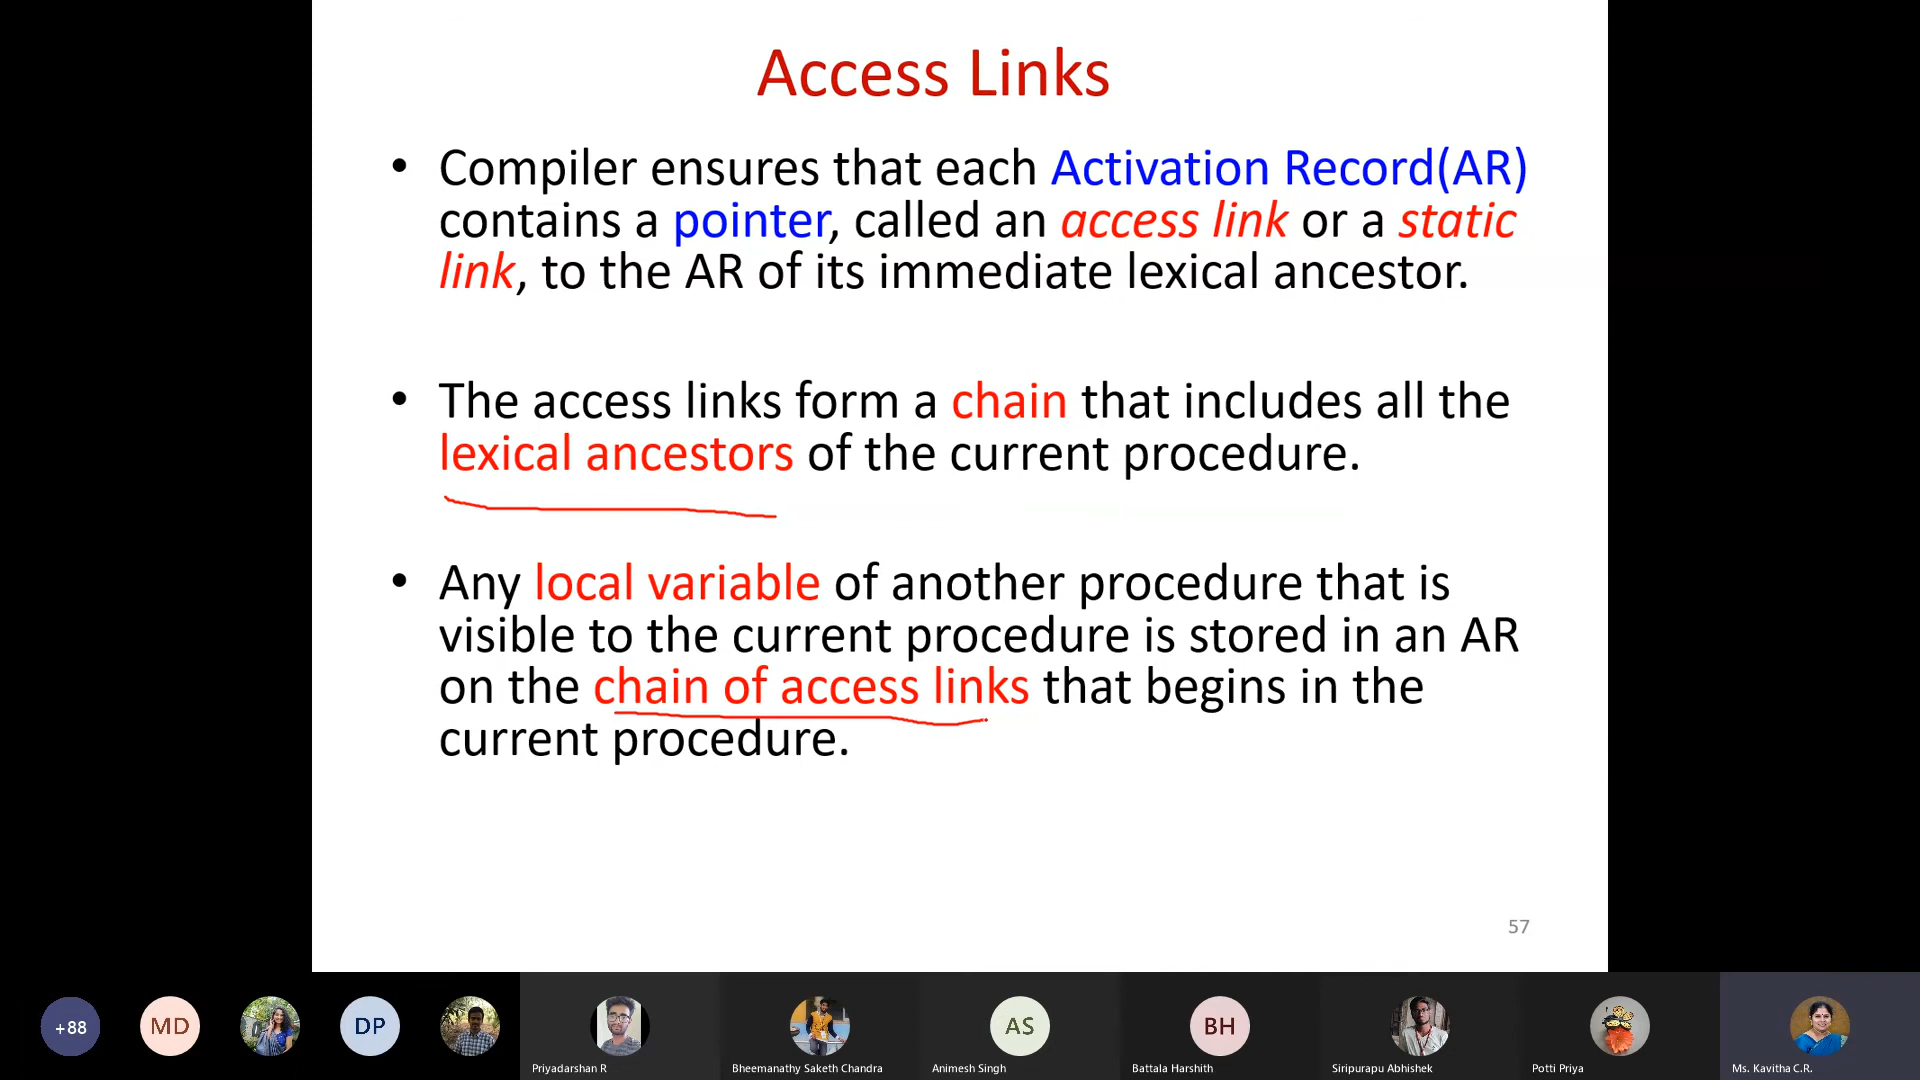 Access Links
• Compiler ensures that each Activation Record(AR)
contains a pointer, called an access link or a static
link, to the AR of its immediate lexical ancestor.
• The access links form a chain that includes all the
lexical ancestors of the current procedure.
• Any local variable of another procedure that is
visible to the current procedure is stored in an AR
on the chain of access links that begins in the
current procedure.
57
+88 MD DP AS BH
Priyadarshan R Bheemanathy Saketh Chandra Animesh Singh Battala Harshith Siripurapu Abhishek Potti Priya Ms. Kavitha C.R.